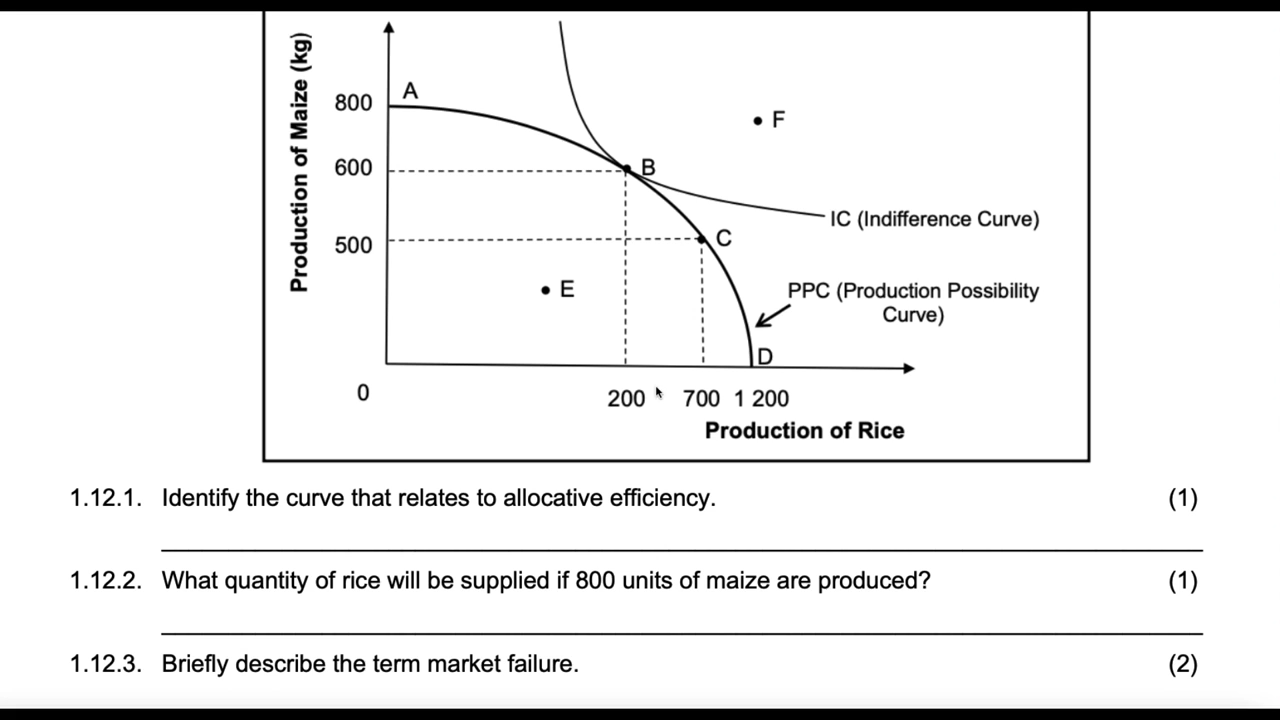 Production of Maize (kg)
800
A
F
600
B
IC (Indifference Curve)
500
C
E
PPC (Production Possibility
Curve)
D
0
200 700 1 200
Production of Rice
1.12.1. Identify the curve that relates to allocative efficiency. (1)
1.12.2. What quantity of rice will be supplied if 800 units of maize are produced? (1)
1.12.3. Briefly describe the term market failure. (2)